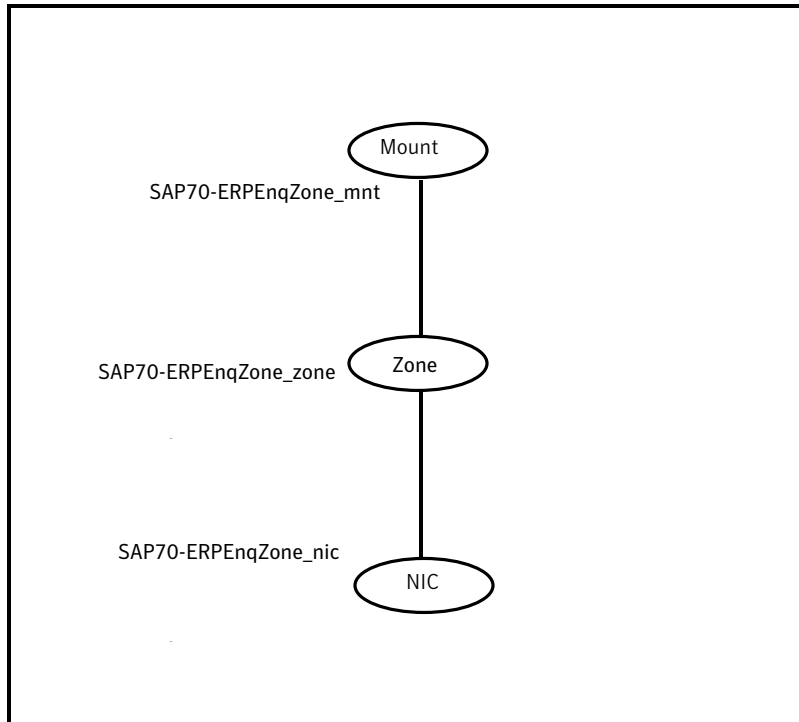 Mount
SAP70-ERPEnqZone_mnt
SAP70-ERPEnqZone_zone
Zone
SAP70-ERPEnqZone_nic
NIC